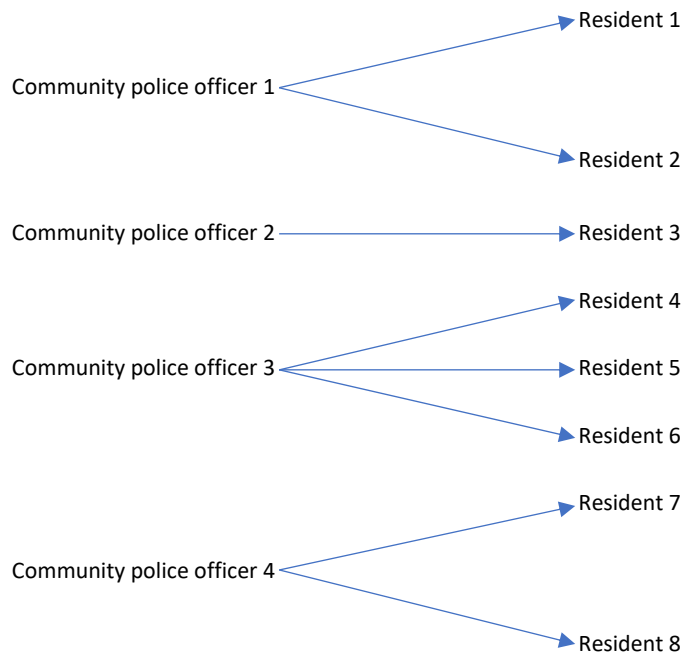 Resident 1
Community police officer 1
Resident 2
Community police officer 2
Resident 3
Resident 4
Community police officer 3
Resident 5
Resident 6
Resident 7
Community police officer 4
Resident 8